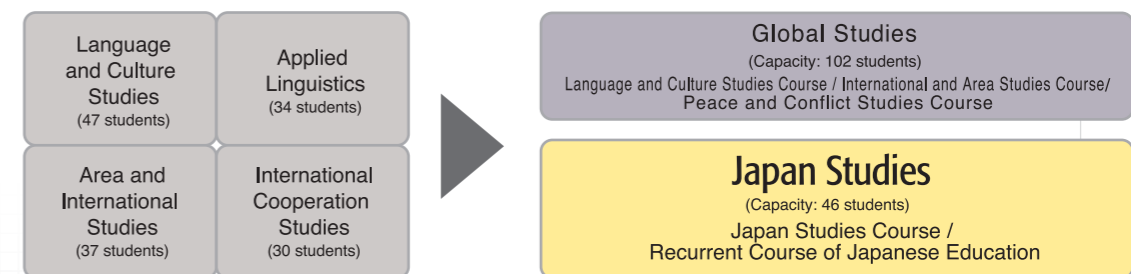 Language
and Culture
Studies
(47 students)
Applied
Linguistics
(34 students)
Area and
International
Studies
(37 students)
International
Cooperation
Studies
(30 students)
Global Studies
(Capacity: 102 students)
Language and Culture Studies Course / International and Area Studies Course/
Peace and Conflict Studies Course
Japan Studies
(Capacity: 46 students)
Japan Studies Course /
Recurrent Course of Japanese Education